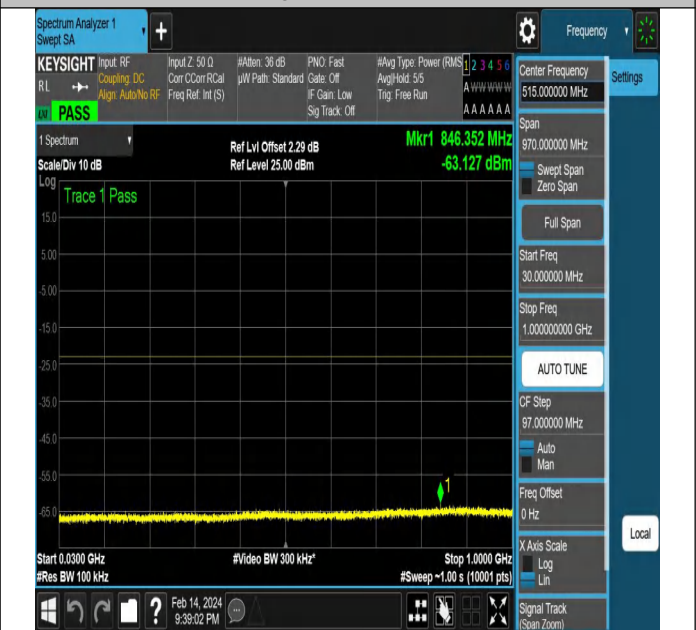 Spectrum Analyzer 1
Swept SA
Frequency
KEYSIGHT
RL
PASS
Input: RF
Coupling: DC
Align: Auto/No RF
Input Z: 50 Ω
Corr CCorr RCal
Freq Ref: Int (S)
#Atten: 36 dB
µW Path: Standard
PNO: Fast
Gate: Off
IF Gain: Low
Sig Track: Off
#Avg Type: Power (RMS
Avg|Hold: 5/5
Trig: Free Run
1 2 3 4 5 6
A W W W W W
A A A A A A
1 Spectrum
Scale/Div 10 dB
Ref Lvl Offset 2.29 dB
Ref Level 25.00 dBm
Mkr1 846.352 MHz
-63.127 dBm
Log
Trace 1 Pass
15.0
5.00
-5.00
-15.0
-25.0
-35.0
-45.0
-55.0
-65.0
1
Start 0.0300 GHz
#Res BW 100 kHz
#Video BW 300 kHz*
Stop 1.0000 GHz
#Sweep ~1.00 s (10001 pts)
Feb 14, 2024
9:39:02 PM
Center Frequency
515.000000 MHz
Span
970.000000 MHz
Swept Span
Zero Span
Full Span
Start Freq
30.000000 MHz
Stop Freq
1.000000000 GHz
AUTO TUNE
CF Step
97.000000 MHz
Auto
Man
Freq Offset
0 Hz
X Axis Scale
Log
Lin
Signal Track
(Span Zoom)
Settings
Local